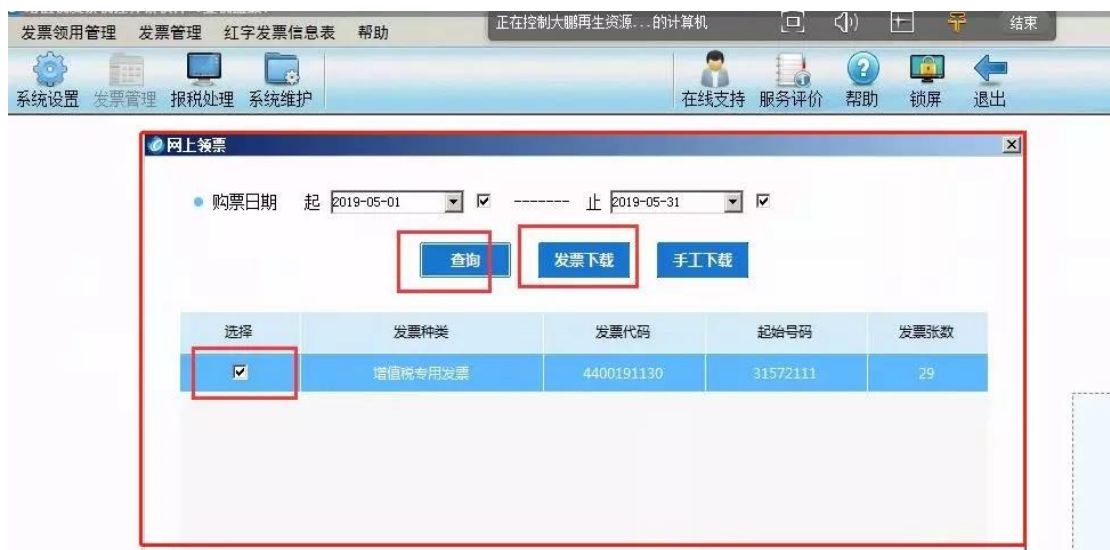 正在控制大鹏再生资源...的计算机 结束
发票领用管理 发票管理 红字发票信息表 帮助
系统设置 发票管理 报税处理 系统维护 在线支持 服务评价 帮助 锁屏 退出
网上领票
购票日期 起 2019-05-01 ------- 止 2019-05-31
查询 发票下载 手工下载
选择 发票种类 发票代码 起始号码 发票张数
增值税专用发票 4400191130 31572111 29